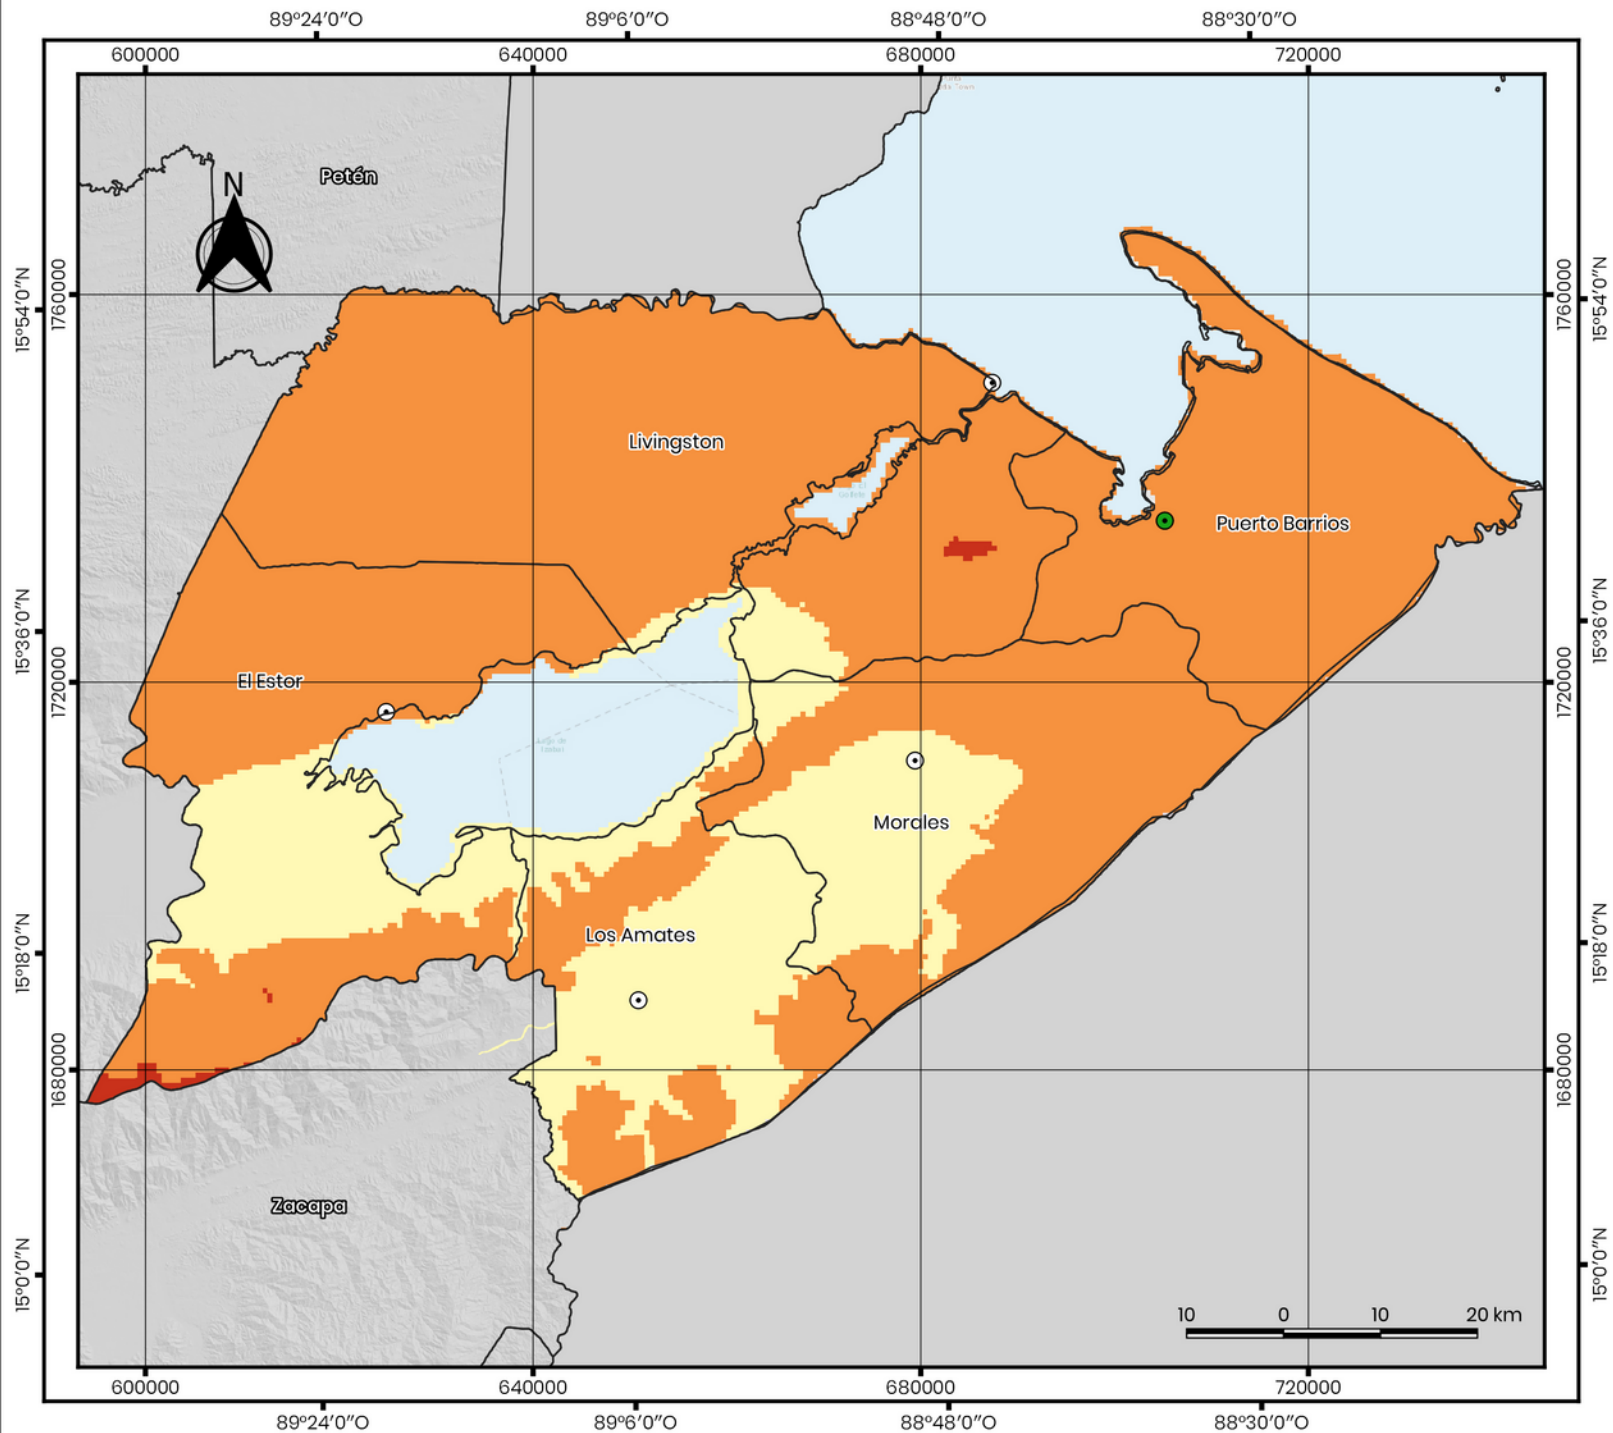 89°24'0"O 89°6'0"O 88°48'0"O 88°30'0"O
600000 640000 680000 720000
Petén
N
15°54'0"N 1760000 1760000 15°54'0"N
Livingston
Puerto Barrios
15°36'0"N 15°36'0"N
El Estor
1720000 1720000
Lago de
Izabal
Morales
Los Amates
15°18'0"N 15°18'0"N
1680000 1680000
Zacapa
15°0'0"N 15°0'0"N
10 0 10 20 km
600000 640000 680000 720000
89°24'0"O 89°6'0"O 88°48'0"O 88°30'0"O